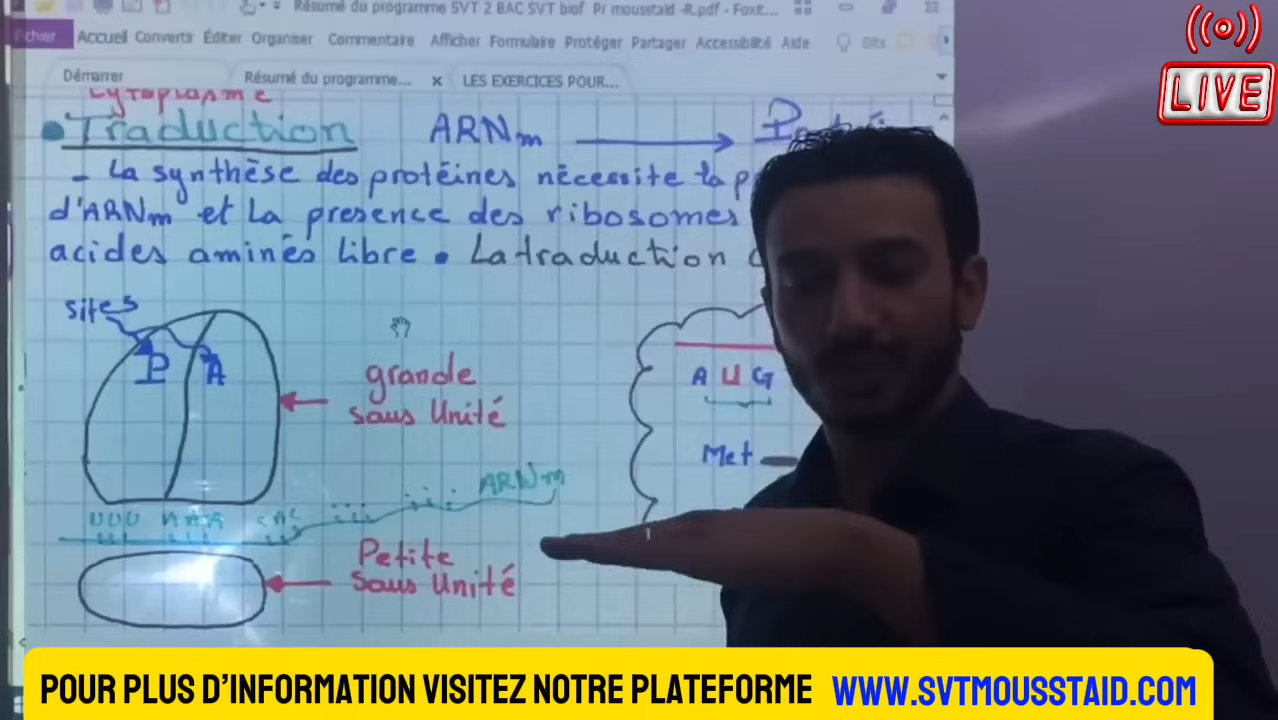 Résumé du programme SVT 2 BAC SVT biof Pr mousstaid -R.pdf - Foxit...
Fichier Accueil Convertir Éditer Organiser Commentaire Afficher Formulaire Protéger Partager Accessibilité Aide Dites
Démarrer Résumé du programme... × LES EXERCICES POUR...
LIVE
Cytoplasme
• Traduction ARNm
- La synthèse des protéines nécessite la
d'ARNm et la presence des ribosomes
acides aminés libre • La traduction
sites
P A
grande
sous Unité
A U G
Met
ARNm
UUU
Petite
sous Unité
POUR PLUS D'INFORMATION VISITEZ NOTRE PLATEFORME WWW.SVTMOUSSTAID.COM